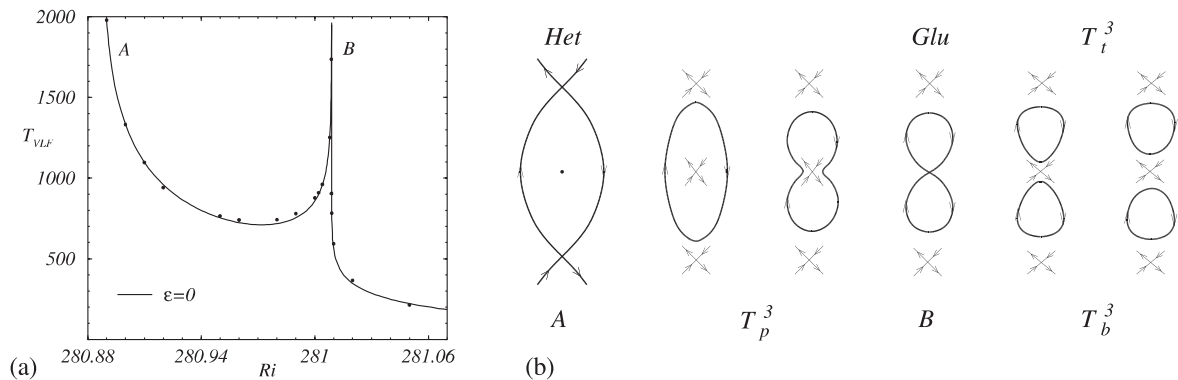 2000
A
B
1500
T_VLF
1000
500
ε=0
280.88
280.94
281
281.06
Ri
(a)
Het
Glu
T_t^3
A
T_p^3
B
T_b^3
(b)